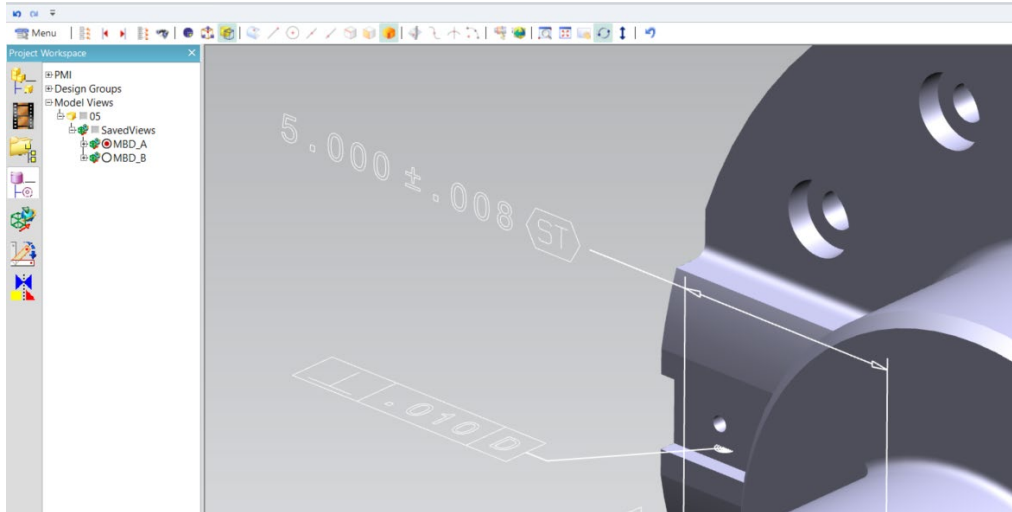 Menu
Project Workspace
PMI
Design Groups
Model Views
05
SavedViews
MBD_A
MBD_B
5.000 ±.008 ST
⊥ .010 D